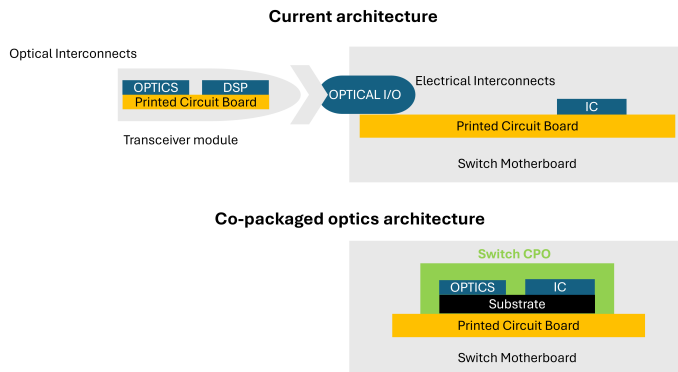 Current architecture
Optical Interconnects
OPTICS
DSP
Printed Circuit Board
Transceiver module
OPTICAL I/O
Electrical Interconnects
IC
Printed Circuit Board
Switch Motherboard
Co-packaged optics architecture
Switch CPO
OPTICS
IC
Substrate
Printed Circuit Board
Switch Motherboard